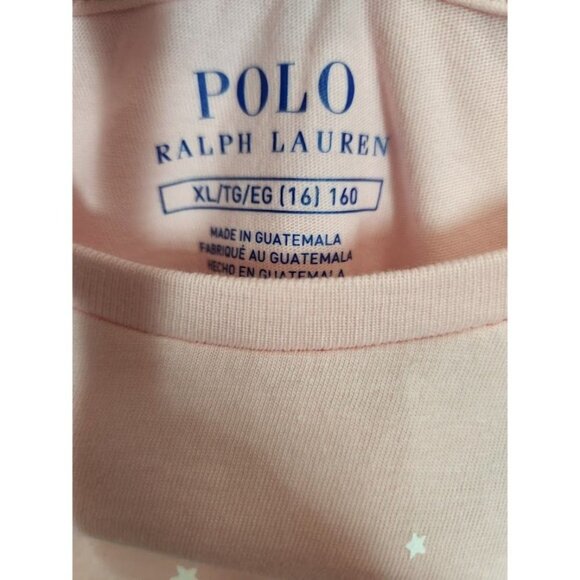 POLO
RALPH LAUREN
XL/TG/EG (16) 160
MADE IN GUATEMALA
FABRIQUÉ AU GUATEMALA
HECHO EN GUATEMALA